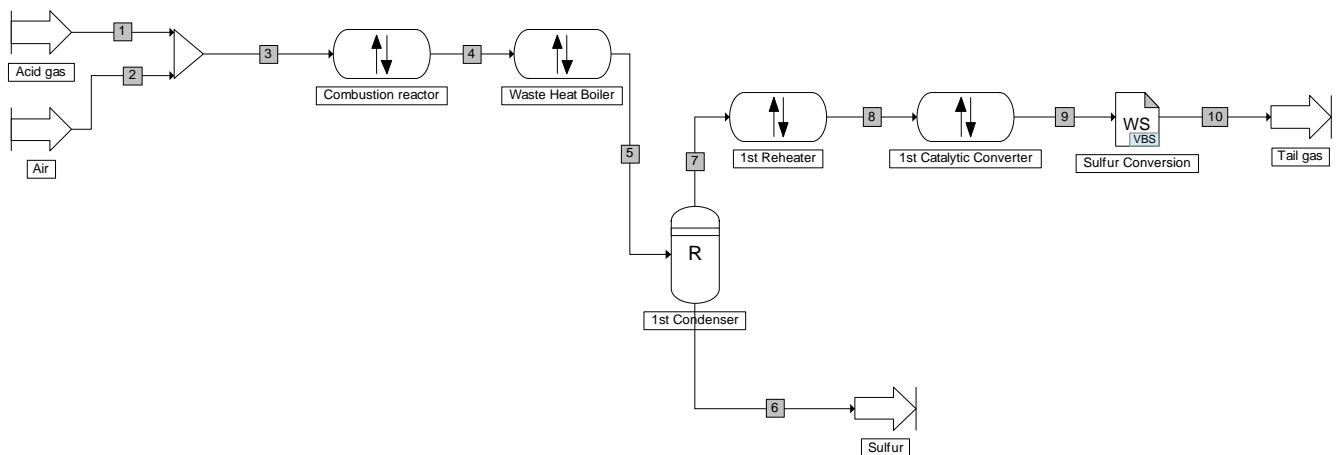 1
Acid gas
2
Air
3
Combustion reactor
4
Waste Heat Boiler
5
7
1st Reheater
8
1st Catalytic Converter
9
WS
VBS
Sulfur Conversion
10
Tail gas
R
1st Condenser
6
Sulfur